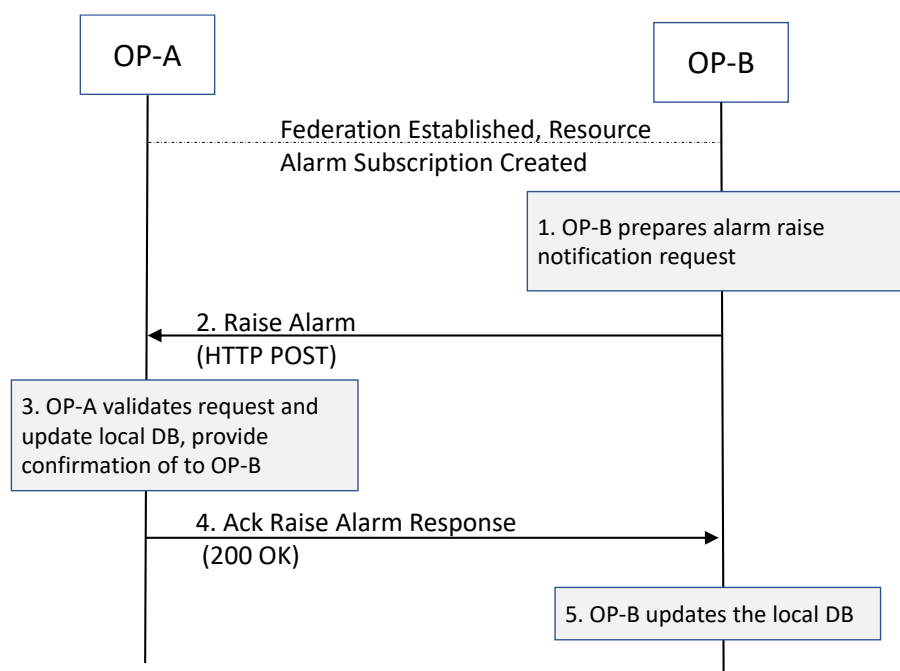 OP-A
OP-B
Federation Established, Resource
Alarm Subscription Created
1. OP-B prepares alarm raise
notification request
2. Raise Alarm
(HTTP POST)
3. OP-A validates request and
update local DB, provide
confirmation of to OP-B
4. Ack Raise Alarm Response
(200 OK)
5. OP-B updates the local DB